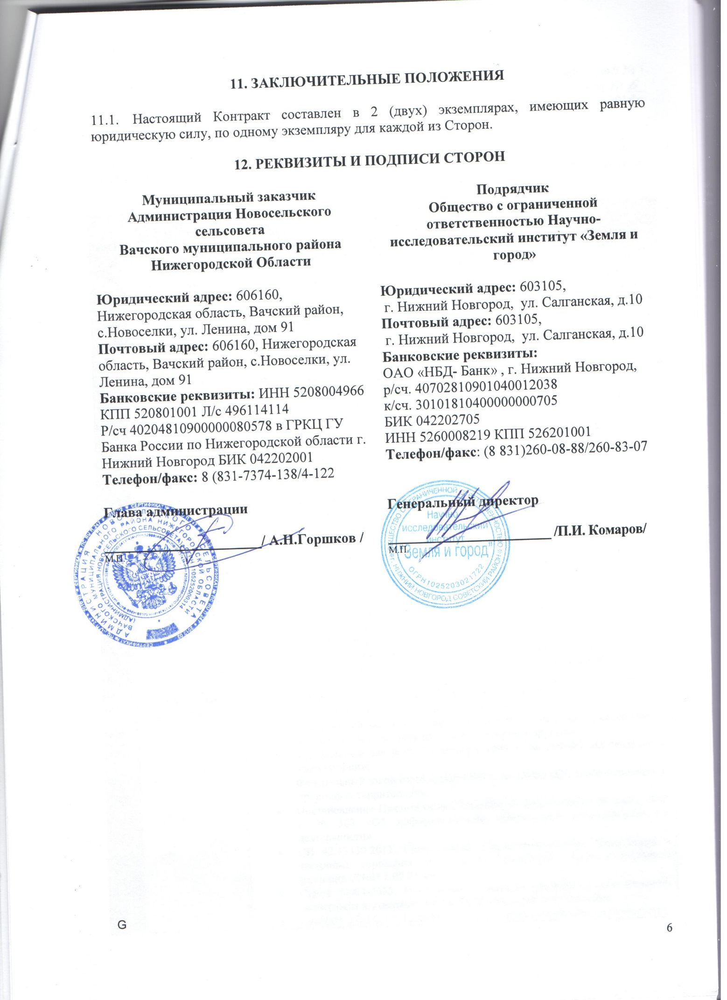 11. ЗАКЛЮЧИТЕЛЬНЫЕ ПОЛОЖЕНИЯ
11.1. Настоящий Контракт составлен в 2 (двух) экземплярах, имеющих равную
юридическую силу, по одному экземпляру для каждой из Сторон.
12. РЕКВИЗИТЫ И ПОДПИСИ СТОРОН
Муниципальный заказчик
Администрация Новосельского
сельсовета
Вачского муниципального района
Нижегородской Области
Юридический адрес: 606160,
Нижегородская область, Вачский район,
с.Новоселки, ул. Ленина, дом 91
Почтовый адрес: 606160, Нижегородская
область, Вачский район, с.Новоселки, ул.
Ленина, дом 91
Банковские реквизиты: ИНН 5208004966
КПП 520801001 Л/с 496114114
Р/сч 40204810900000080578 в ГРКЦ ГУ
Банка России по Нижегородской области г.
Нижний Новгород БИК 042202001
Телефон/факс: 8 (831-7374-138/4-122
Глава администрации
/ А.Н.Горшков /
М.П.
Подрядчик
Общество с ограниченной
ответственностью Научно-
исследовательский институт «Земля и
город»
Юридический адрес: 603105,
г. Нижний Новгород, ул. Салганская, д.10
Почтовый адрес: 603105,
г. Нижний Новгород, ул. Салганская, д.10
Банковские реквизиты:
ОАО «НБД- Банк» , г. Нижний Новгород,
р/сч. 40702810901040012038
к/сч. 30101810400000000705
БИК 042202705
ИНН 5260008219 КПП 526201001
Телефон/факс: (8 831)260-08-88/260-83-07
Генеральный директор
/П.И. Комаров/
М.П.
АДМИНИСТРАЦИЯ НОВОСЕЛЬСКОГО СЕЛЬСОВЕТА
ВАЧСКОГО МУНИЦИПАЛЬНОГО РАЙОНА НИЖЕГОРОДСКОЙ ОБЛАСТИ
(АДМИНИСТРАЦИЯ НОВОСЕЛЬСКОГО СЕЛЬСОВЕТА)
ОБЩЕСТВО С ОГРАНИЧЕННОЙ ОТВЕТСТВЕННОСТЬЮ
г. НИЖНИЙ НОВГОРОД СОВЕТСКИЙ РАЙОН
Научно
исследовательский
институт
"Земля и город"
ОГРН1025203021722
G
6